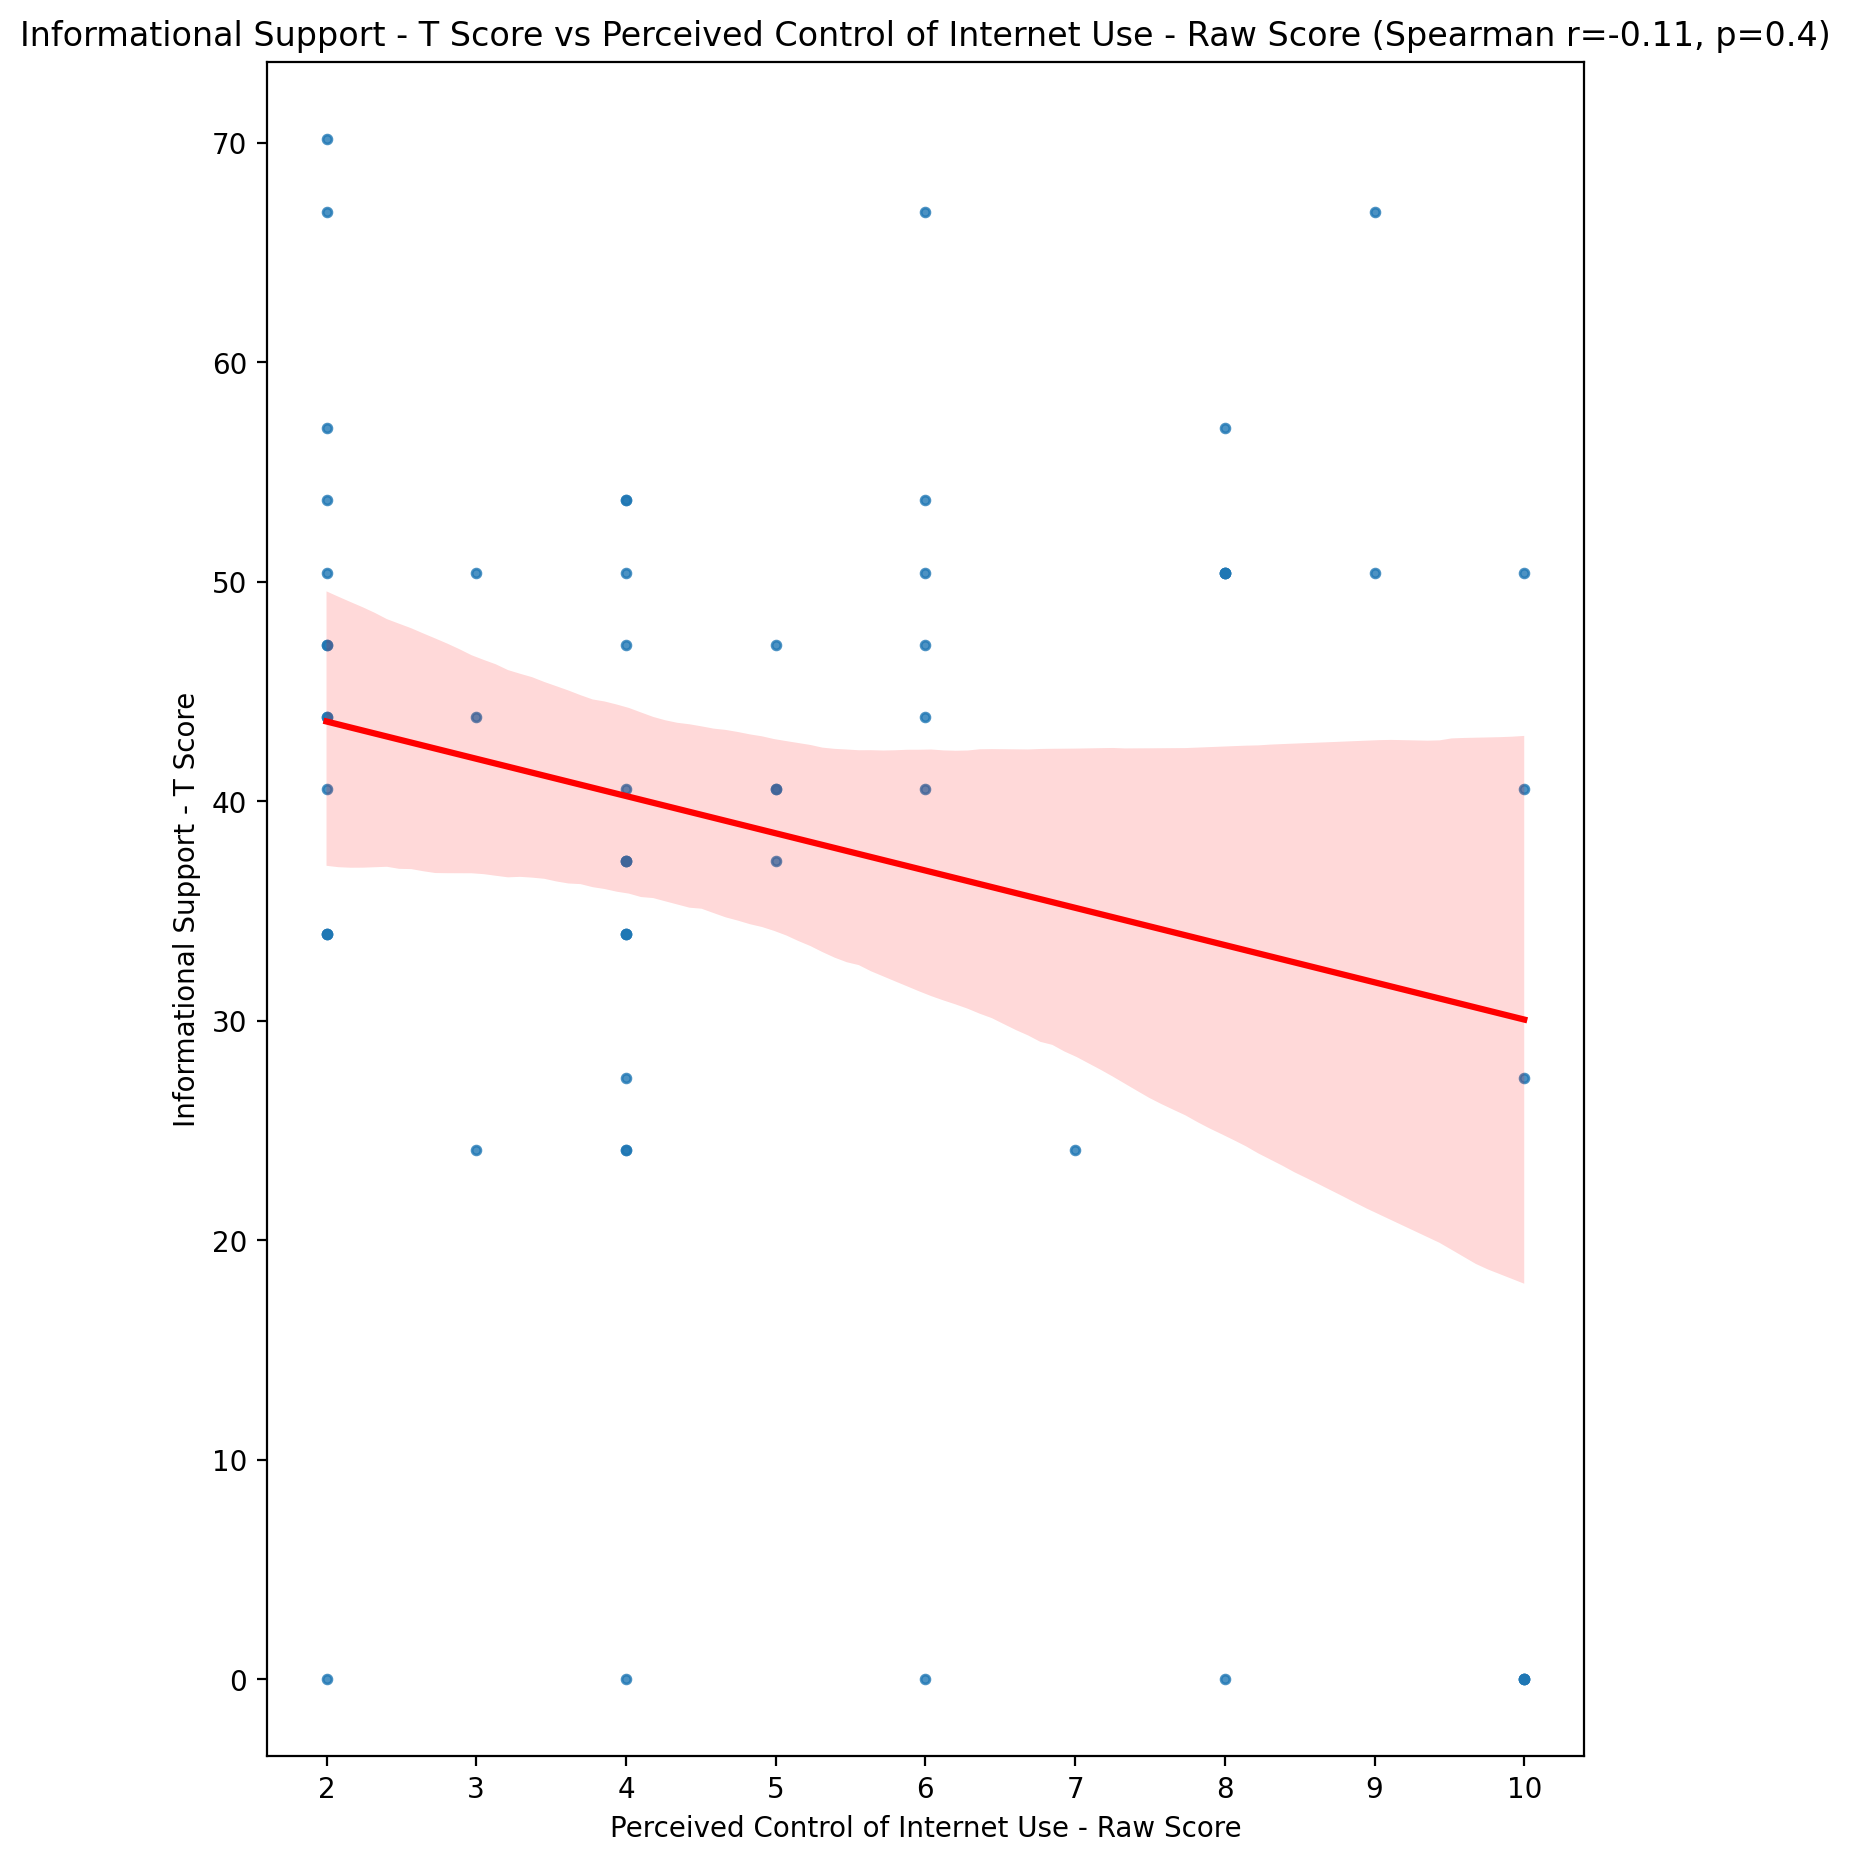 Informational Support - T Score vs Perceived Control of Internet Use - Raw Score (Spearman r=-0.11, p=0.4)
70
60
50
40
30
20
10
0
Informational Support - T Score
2 3 4 5 6 7 8 9 10
Perceived Control of Internet Use - Raw Score